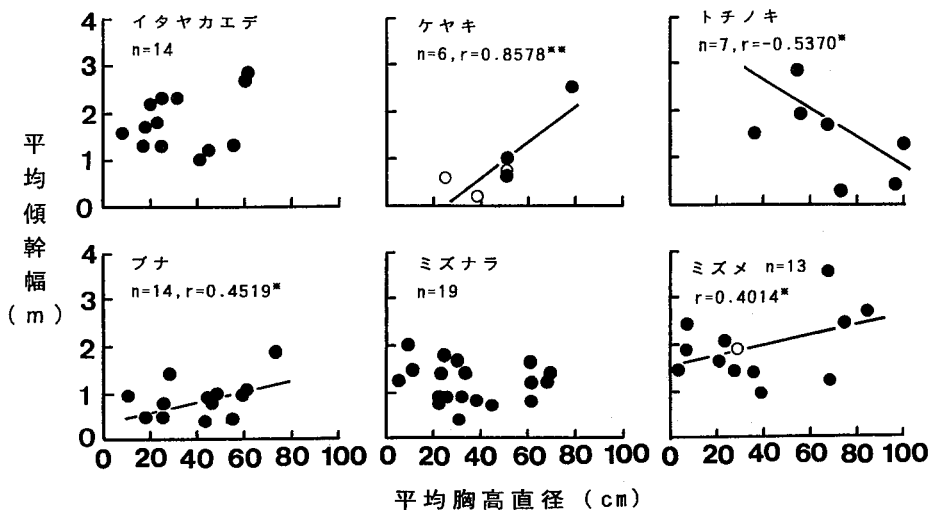 イタヤカエデ
n=14
ケヤキ
n=6,r=0.8578**
トチノキ
n=7,r=-0.5370*
4
3
2
1
0
ブナ
n=14,r=0.4519*
ミズナラ
n=19
ミズメ n=13
r=0.4014*
4
3
2
1
0
0 20 40 60 80 100
0 20 40 60 80 100
0 20 40 60 80 100
平均傾幹幅(m)
平均胸高直径(cm)